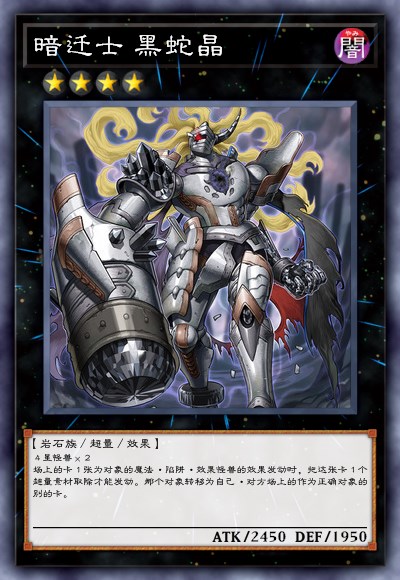 暗迁士 黑蛇晶
闇
やみ
【岩石族／超量／效果】
４星怪兽×２
场上的卡１张为对象的魔法·陷阱·效果怪兽的效果发动时，把这张卡１个
超量素材取除才能发动。那个对象转移为自己·对方场上的作为正确对象的
别的卡。
ATK/2450 DEF/1950